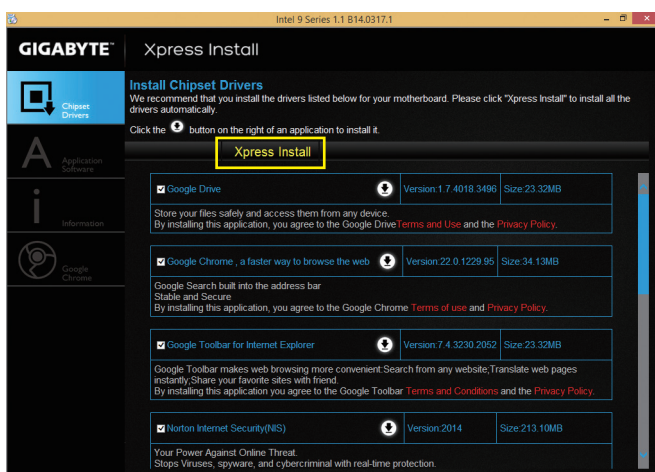 Intel 9 Series 1.1 B14.0317.1
GIGABYTE™
Xpress Install
Chipset
Drivers
Application
Software
Information
Google
Chrome
Install Chipset Drivers
We recommend that you install the drivers listed below for your motherboard. Please click "Xpress Install" to install all the
drivers automatically.
Click the button on the right of an application to install it.
Xpress Install
Google Drive Version:1.7.4018.3496 Size:23.32MB
Store your files safely and access them from any device.
By installing this application, you agree to the Google DriveTerms and Use and the Privacy Policy.
Google Chrome , a faster way to browse the web Version:22.0.1229.95 Size:34.13MB
Google Search built into the address bar
Stable and Secure
By installing this application, you agree to the Google Chrome Terms of use and Privacy Policy.
Google Toolbar for Internet Explorer Version:7.4.3230.2052 Size:23.32MB
Google Toolbar makes web browsing more convenient:Search from any website;Translate web pages
instantly;Share your favorite sites with friend.
By installing this application you agree to the Google Toolbar Terms and Conditions and the Privacy Policy.
Norton Internet Security(NIS) Version:2014 Size:213.10MB
Your Power Against Online Threat.
Stops Viruses, spyware, and cybercriminal with real-time protection.